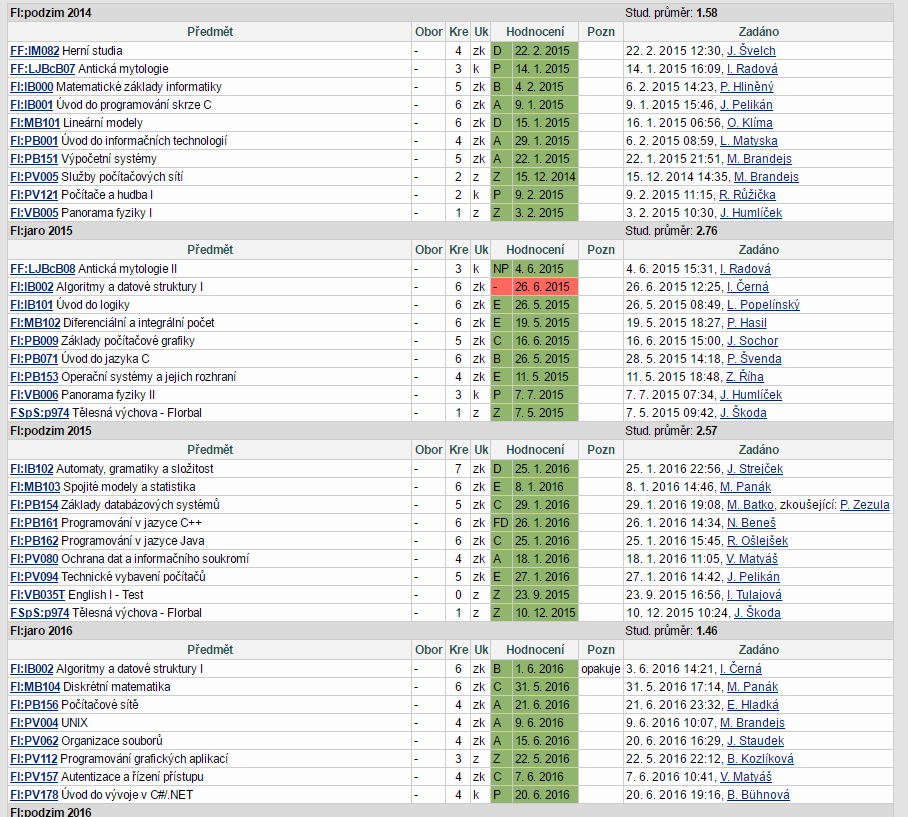 FI:podzim 2014 Stud. průměr: 1.58
Předmět Obor Kre Uk Hodnocení Pozn Zadáno
FF:IM082 Herní studia - 4 zk D 22. 2. 2015 22. 2. 2015 12:30, J. Švelch
FF:LJBcB07 Antická mytologie - 3 k P 14. 1. 2015 14. 1. 2015 16:09, I. Radová
FI:IB000 Matematické základy informatiky - 5 zk B 4. 2. 2015 6. 2. 2015 14:23, P. Hliněný
FI:IB001 Úvod do programování skrze C - 6 zk A 9. 1. 2015 9. 1. 2015 15:46, J. Pelikán
FI:MB101 Lineární modely - 6 zk D 15. 1. 2015 16. 1. 2015 06:56, O. Klíma
FI:PB001 Úvod do informačních technologií - 4 zk A 29. 1. 2015 6. 2. 2015 08:59, L. Matyska
FI:PB151 Výpočetní systémy - 5 zk A 22. 1. 2015 22. 1. 2015 21:51, M. Brandejs
FI:PV005 Služby počítačových sítí - 2 z Z 15. 12. 2014 15. 12. 2014 14:35, M. Brandejs
FI:PV121 Počítače a hudba I - 2 k P 9. 2. 2015 9. 2. 2015 11:15, R. Růžička
FI:VB005 Panorama fyziky I - 1 z Z 3. 2. 2015 3. 2. 2015 10:30, J. Humlíček
FI:jaro 2015 Stud. průměr: 2.76
Předmět Obor Kre Uk Hodnocení Pozn Zadáno
FF:LJBcB08 Antická mytologie II - 3 k NP 4. 6. 2015 4. 6. 2015 15:31, I. Radová
FI:IB002 Algoritmy a datové struktury I - 6 zk - 26. 6. 2015 26. 6. 2015 12:25, I. Černá
FI:IB101 Úvod do logiky - 6 zk E 26. 5. 2015 26. 5. 2015 08:49, L. Popelínský
FI:MB102 Diferenciální a integrální počet - 6 zk E 19. 5. 2015 19. 5. 2015 18:27, P. Hasil
FI:PB009 Základy počítačové grafiky - 5 zk C 16. 6. 2015 16. 6. 2015 15:00, J. Sochor
FI:PB071 Úvod do jazyka C - 6 zk B 26. 5. 2015 28. 5. 2015 14:18, P. Švenda
FI:PB153 Operační systémy a jejich rozhraní - 4 zk E 11. 5. 2015 11. 5. 2015 18:48, Z. Říha
FI:VB006 Panorama fyziky II - 3 k P 7. 7. 2015 7. 7. 2015 07:34, J. Humlíček
FSpS:p974 Tělesná výchova - Florbal - 1 z Z 7. 5. 2015 7. 5. 2015 09:42, J. Škoda
FI:podzim 2015 Stud. průměr: 2.57
Předmět Obor Kre Uk Hodnocení Pozn Zadáno
FI:IB102 Automaty, gramatiky a složitost - 7 zk D 25. 1. 2016 25. 1. 2016 22:56, J. Strejček
FI:MB103 Spojité modely a statistika - 6 zk E 8. 1. 2016 8. 1. 2016 14:46, M. Panák
FI:PB154 Základy databázových systémů - 5 zk C 29. 1. 2016 29. 1. 2016 19:08, M. Batko, zkoušející: P. Zezula
FI:PB161 Programování v jazyce C++ - 6 zk FD 26. 1. 2016 26. 1. 2016 14:34, N. Beneš
FI:PB162 Programování v jazyce Java - 6 zk C 25. 1. 2016 25. 1. 2016 15:45, R. Ošlejšek
FI:PV080 Ochrana dat a informačního soukromí - 4 zk A 18. 1. 2016 18. 1. 2016 11:05, V. Matyáš
FI:PV094 Technické vybavení počítačů - 5 zk E 27. 1. 2016 27. 1. 2016 14:42, J. Pelikán
FI:VB035T English I - Test - 0 z Z 23. 9. 2015 23. 9. 2015 16:56, I. Tulajová
FSpS:p974 Tělesná výchova - Florbal - 1 z Z 10. 12. 2015 10. 12. 2015 10:24, J. Škoda
FI:jaro 2016 Stud. průměr: 1.46
Předmět Obor Kre Uk Hodnocení Pozn Zadáno
FI:IB002 Algoritmy a datové struktury I - 6 zk B 1. 6. 2016 opakuje 3. 6. 2016 14:21, I. Černá
FI:MB104 Diskrétní matematika - 6 zk C 31. 5. 2016 31. 5. 2016 17:14, M. Panák
FI:PB156 Počítačové sítě - 4 zk A 21. 6. 2016 21. 6. 2016 23:32, E. Hladká
FI:PV004 UNIX - 4 zk A 9. 6. 2016 9. 6. 2016 10:07, M. Brandejs
FI:PV062 Organizace souborů - 4 zk A 15. 6. 2016 20. 6. 2016 16:29, J. Staudek
FI:PV112 Programování grafických aplikací - 3 z Z 22. 5. 2016 22. 5. 2016 22:12, B. Kozlíková
FI:PV157 Autentizace a řízení přístupu - 4 zk C 7. 6. 2016 7. 6. 2016 10:41, V. Matyáš
FI:PV178 Úvod do vývoje v C#/.NET - 4 k P 20. 6. 2016 20. 6. 2016 19:16, B. Bühnová
FI:podzim 2016